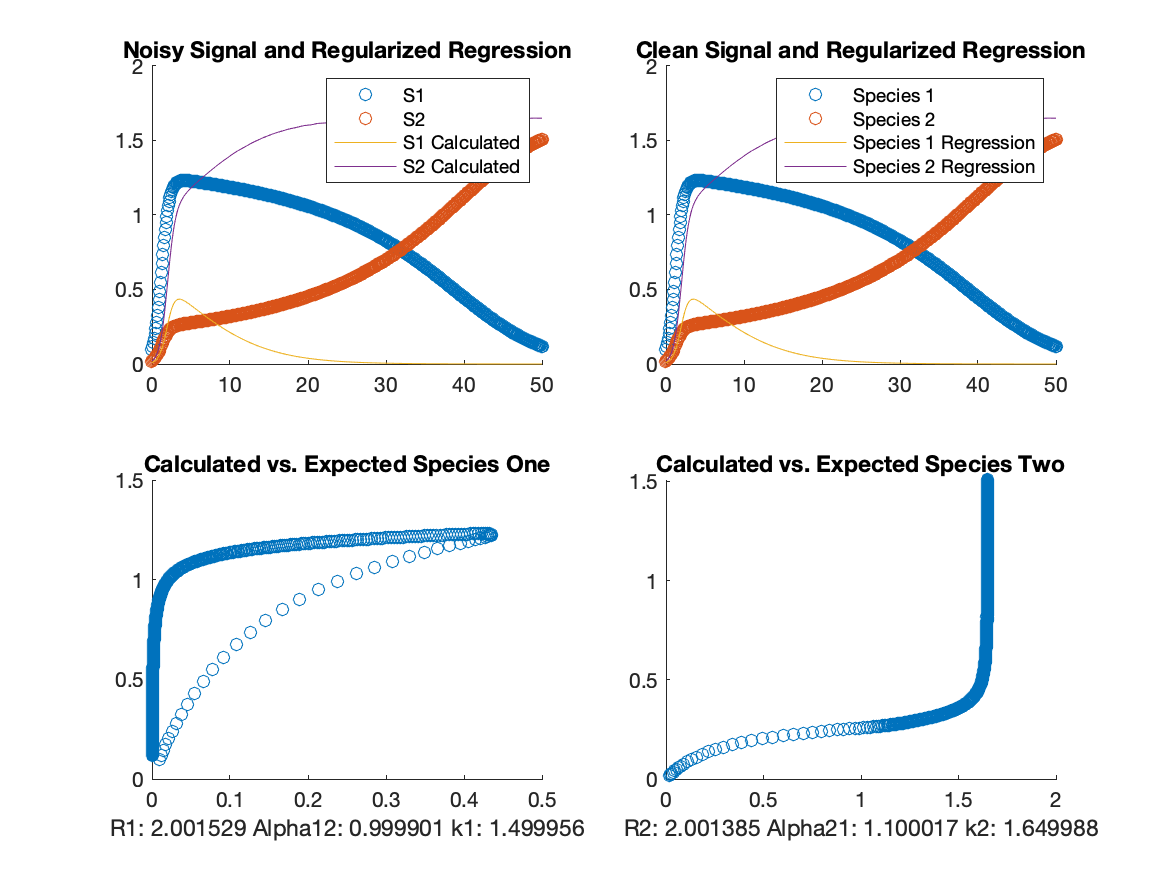 Noisy Signal and Regularized Regression
2
1.5
1
0.5
0
0 10 20 30 40 50
S1
S2
S1 Calculated
S2 Calculated
Clean Signal and Regularized Regression
2
1.5
1
0.5
0
0 10 20 30 40 50
Species 1
Species 2
Species 1 Regression
Species 2 Regression
Calculated vs. Expected Species One
1.5
1
0.5
0
0 0.1 0.2 0.3 0.4 0.5
R1: 2.001529 Alpha12: 0.999901 k1: 1.499956
Calculated vs. Expected Species Two
1.5
1
0.5
0
0 0.5 1 1.5 2
R2: 2.001385 Alpha21: 1.100017 k2: 1.649988